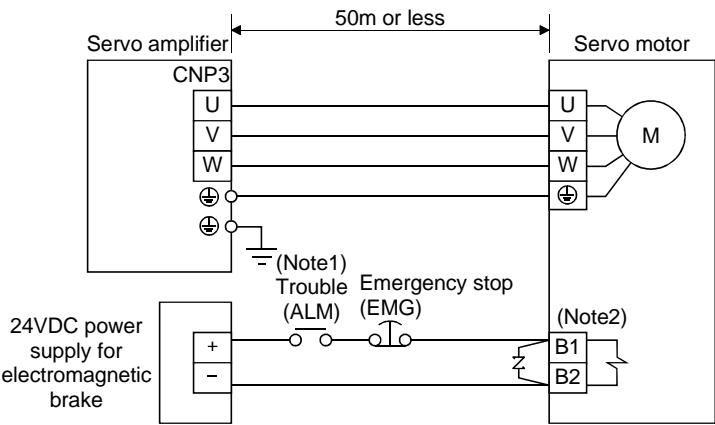 50m or less
Servo amplifier
Servo motor
CNP3
U
V
W
U
V
W
M
(Note1)
Trouble
(ALM)
Emergency stop
(EMG)
24VDC power
supply for
electromagnetic
brake
+
−
(Note2)
B1
B2